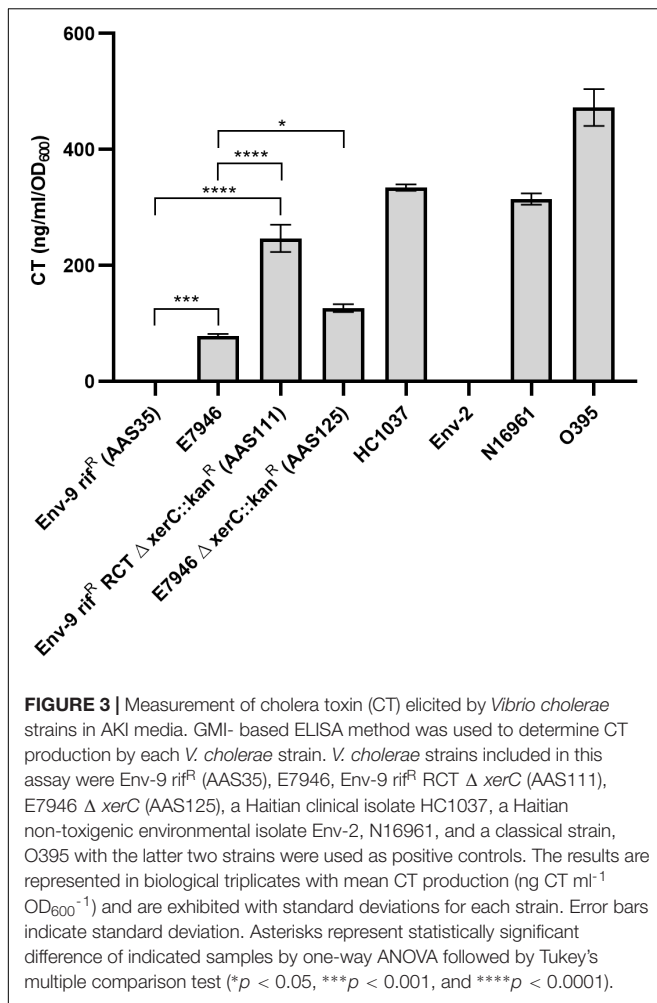 600
400
200
0
CT (ng/ml/OD₆₀₀)
*
****
****
***
Env-9 rif^R (AAS35)
E7946
Env-9 rif^R RCT Δ xerC::kan^R (AAS111)
E7946 Δ xerC::kan^R (AAS125)
HC1037
Env-2
N16961
O395
FIGURE 3 | Measurement of cholera toxin (CT) elicited by Vibrio cholerae
strains in AKI media. GMI- based ELISA method was used to determine CT
production by each V. cholerae strain. V. cholerae strains included in this
assay were Env-9 rif^R (AAS35), E7946, Env-9 rif^R RCT Δ xerC (AAS111),
E7946 Δ xerC (AAS125), a Haitian clinical isolate HC1037, a Haitian
non-toxigenic environmental isolate Env-2, N16961, and a classical strain,
O395 with the latter two strains were used as positive controls. The results are
represented in biological triplicates with mean CT production (ng CT ml⁻¹
OD₆₀₀⁻¹) and are exhibited with standard deviations for each strain. Error bars
indicate standard deviation. Asterisks represent statistically significant
difference of indicated samples by one-way ANOVA followed by Tukey's
multiple comparison test (*p < 0.05, ***p < 0.001, and ****p < 0.0001).